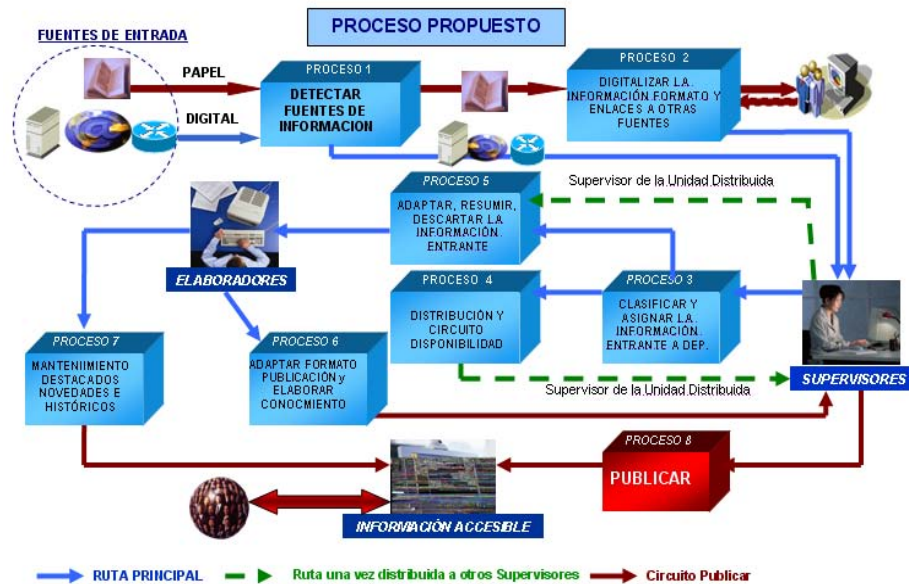 PROCESO PROPUESTO
FUENTES DE ENTRADA
PAPEL
DIGITAL
PROCESO 1
DETECTAR
FUENTES DE
INFORMACION
PROCESO 2
DIGITALIZAR LA
INFORMACIÓN FORMATO Y
ENLACES A OTRAS
FUENTES
Supervisor de la Unidad Distribuida
PROCESO 5
ADAPTAR, RESUMIR,
DESCARTAR LA
INFORMACIÓN.
ENTRANTE
ELABORADORES
PROCESO 4
DISTRIBUCIÓN Y
CIRCUITO
DISPONIBILIDAD
PROCESO 3
CLASIFICAR Y
ASIGNAR LA
INFORMACIÓN.
ENTRANTE A DEP.
SUPERVISORES
Supervisor de la Unidad Distribuida
PROCESO 7
MANTENIIMIENTO
DESTACADOS
NOVEDADES E
HISTÓRICOS
PROCESO 6
ADAPTAR FORMATO
PUBLICACIÓN y
ELABORAR
CONOCMIENTO
PROCESO 8
PUBLICAR
INFORMACIÓN ACCESIBLE
RUTA PRINCIPAL
Ruta una vez distribuida a otros Supervisores
Circuito Publicar